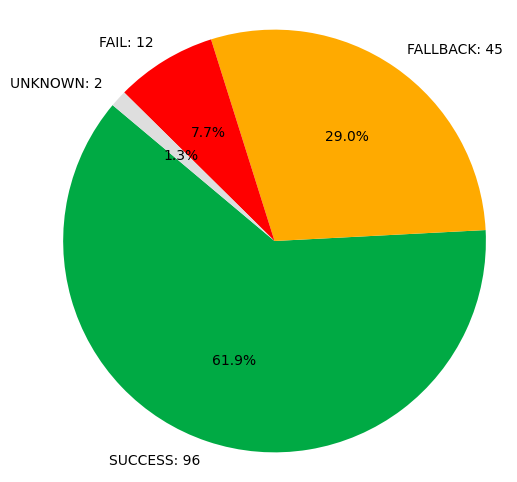 FAIL: 12
FALLBACK: 45
UNKNOWN: 2
7.7%
29.0%
1.3%
61.9%
SUCCESS: 96